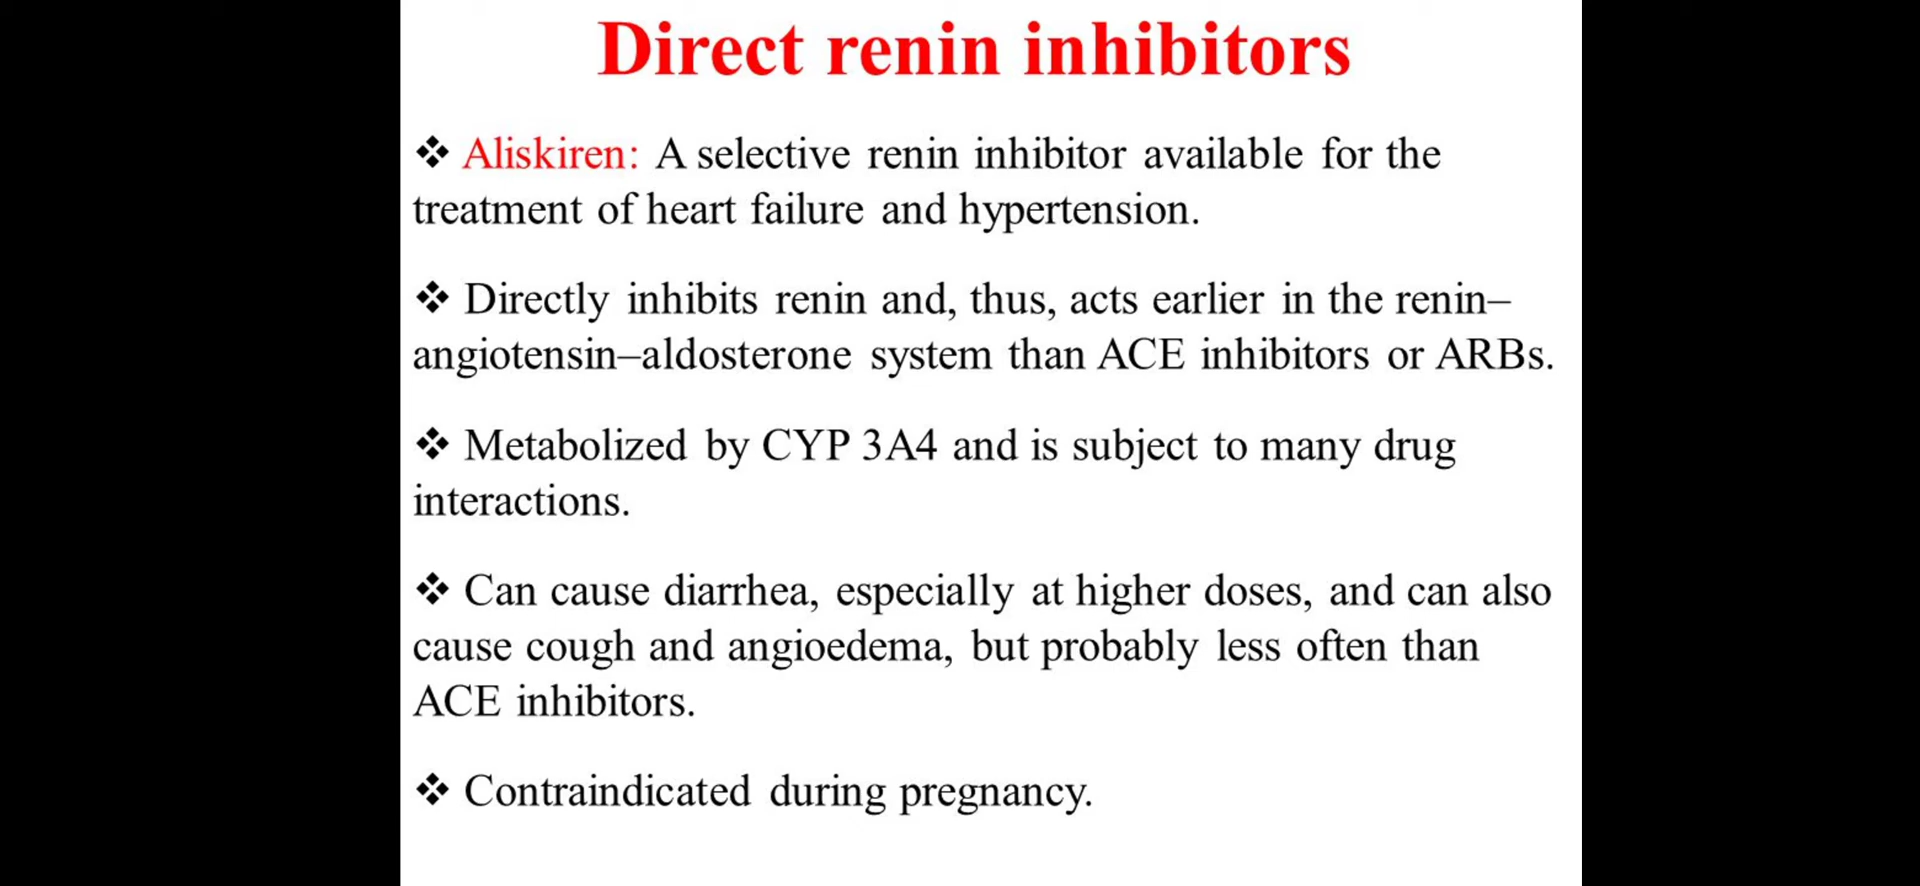 Direct renin inhibitors
❖ Aliskiren: A selective renin inhibitor available for the
treatment of heart failure and hypertension.
❖ Directly inhibits renin and, thus, acts earlier in the renin–
angiotensin–aldosterone system than ACE inhibitors or ARBs.
❖ Metabolized by CYP 3A4 and is subject to many drug
interactions.
❖ Can cause diarrhea, especially at higher doses, and can also
cause cough and angioedema, but probably less often than
ACE inhibitors.
❖ Contraindicated during pregnancy.